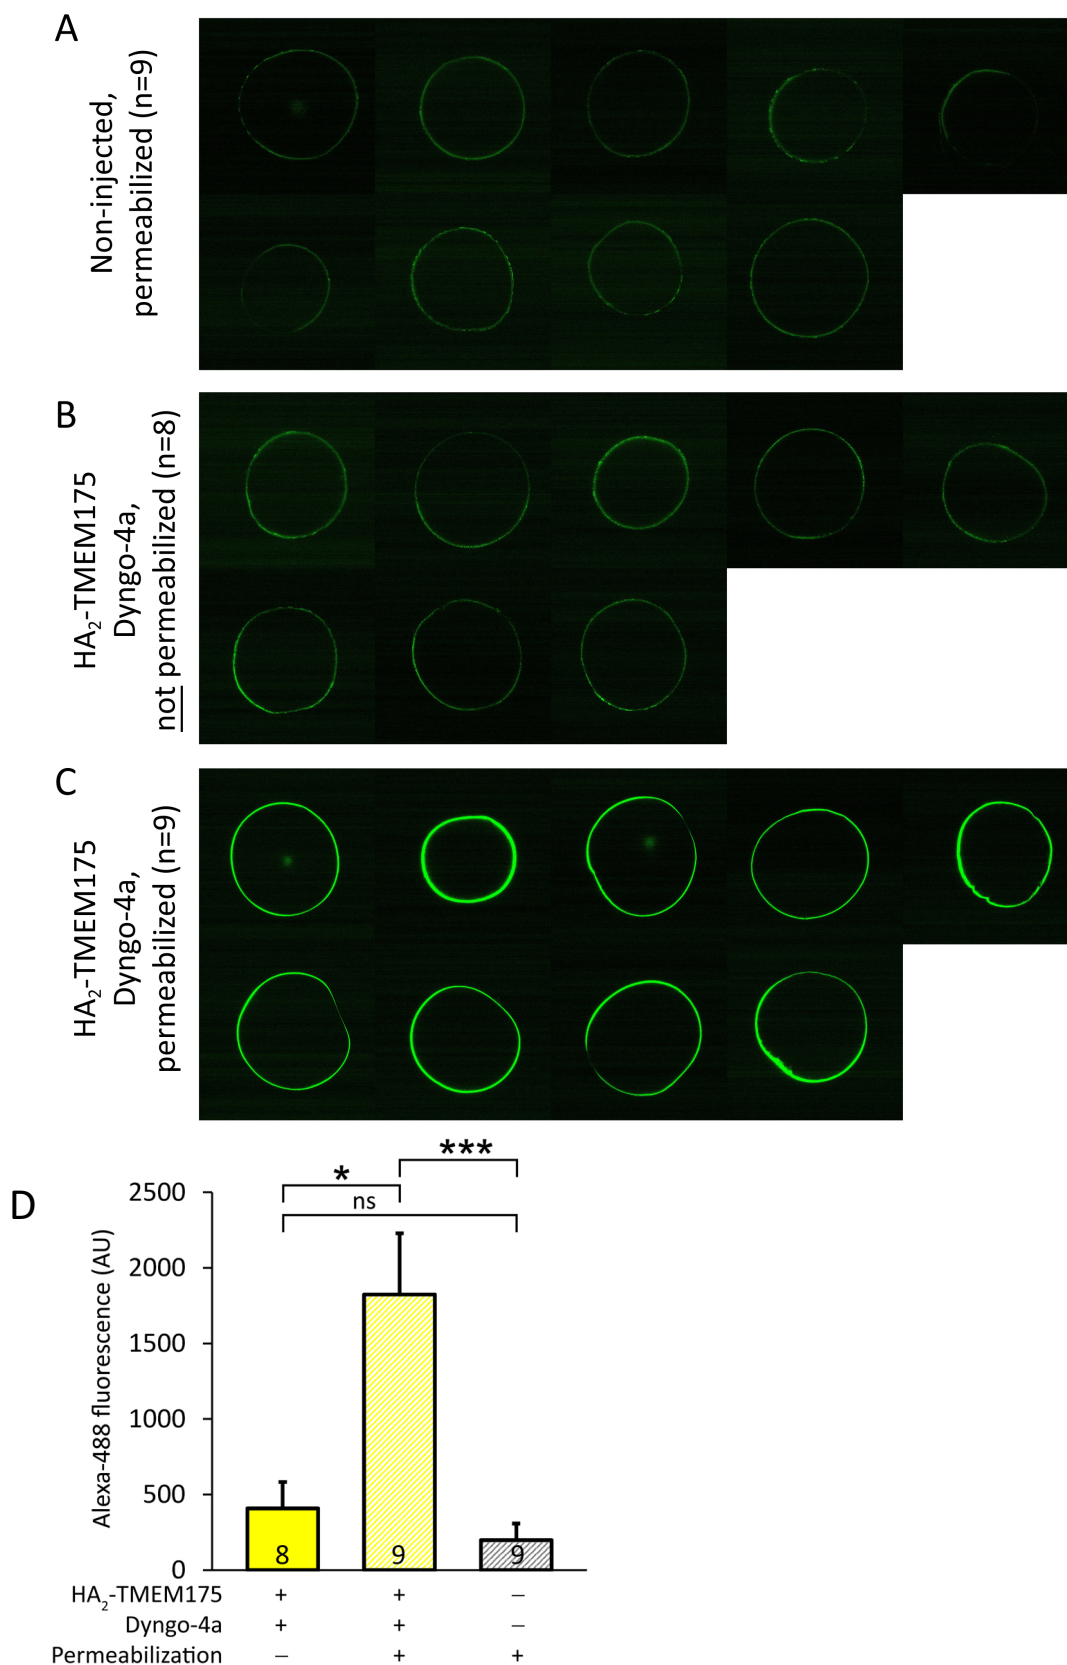 A
Non-injected,
permeabilized (n=9)
B
HA₂-TMEM175
Dyngo-4a,
not permeabilized (n=8)
C
HA₂-TMEM175
Dyngo-4a,
permeabilized (n=9)
D
***
*
ns
Alexa-488 fluorescence (AU)
2500
2000
1500
1000
500
0
8 9 9
HA₂-TMEM175 + + –
Dyngo-4a + + –
Permeabilization – + +